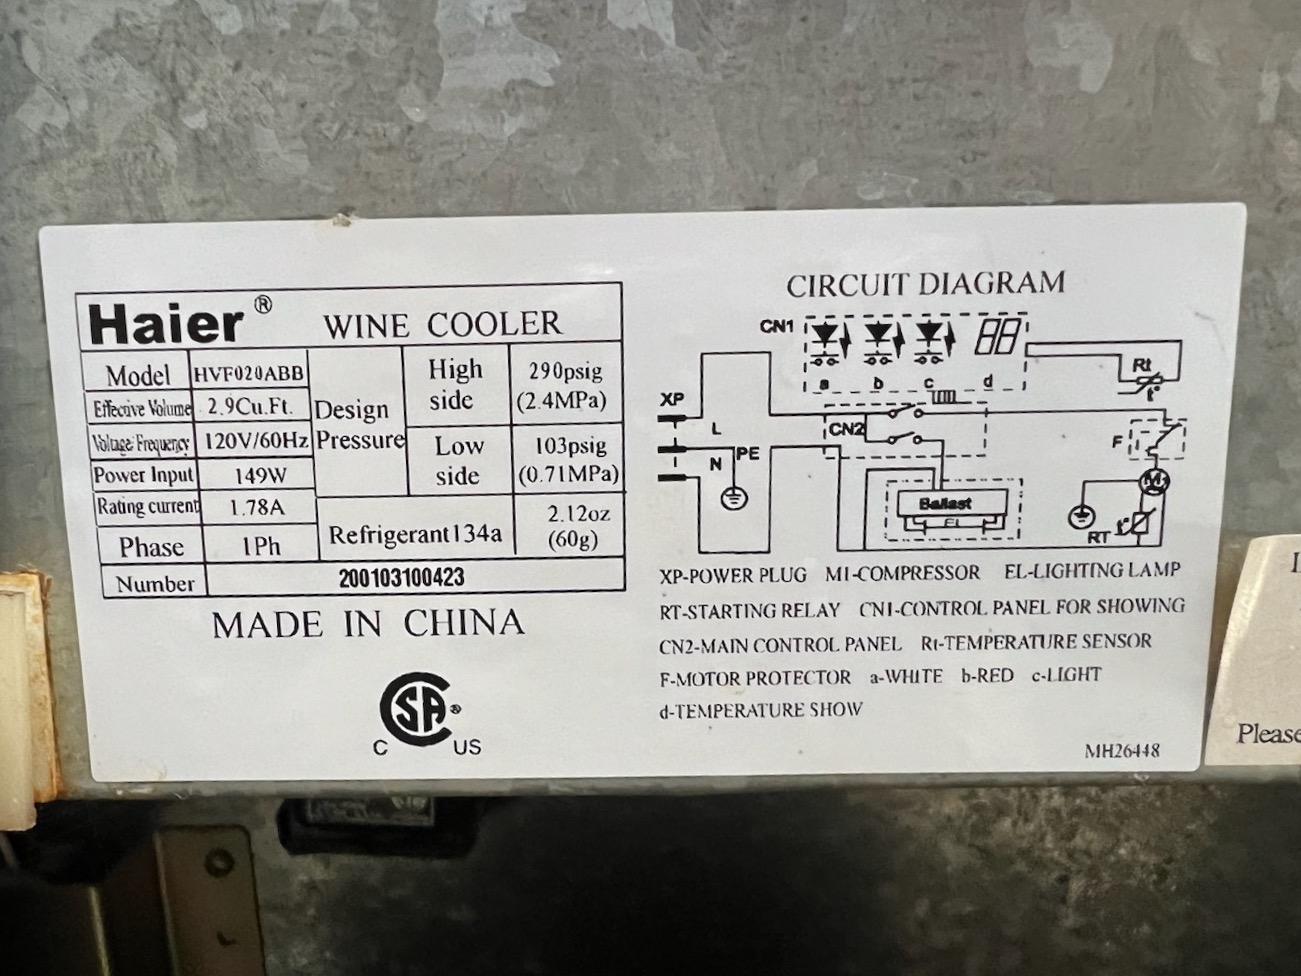 Haier® WINE COOLER
Model HVF020ABB
Effective Volume 2.9Cu.Ft.
Voltage/Frequency 120V/60Hz
Power Input 149W
Rating current 1.78A
Phase 1Ph
Design Pressure
High side 290psig (2.4MPa)
Low side 103psig (0.71MPa)
Refrigerant134a 2.12oz (60g)
Number 200103100423
MADE IN CHINA
CSA®
C US
CIRCUIT DIAGRAM
CN1
a b c d
Rt
t°
XP
L
N
PE
CN2
F
M1
Ballast
EL
t°
RT
XP-POWER PLUG M1-COMPRESSOR EL-LIGHTING LAMP
RT-STARTING RELAY CN1-CONTROL PANEL FOR SHOWING
CN2-MAIN CONTROL PANEL Rt-TEMPERATURE SENSOR
F-MOTOR PROTECTOR a-WHITE b-RED c-LIGHT
d-TEMPERATURE SHOW
MH26448
Please